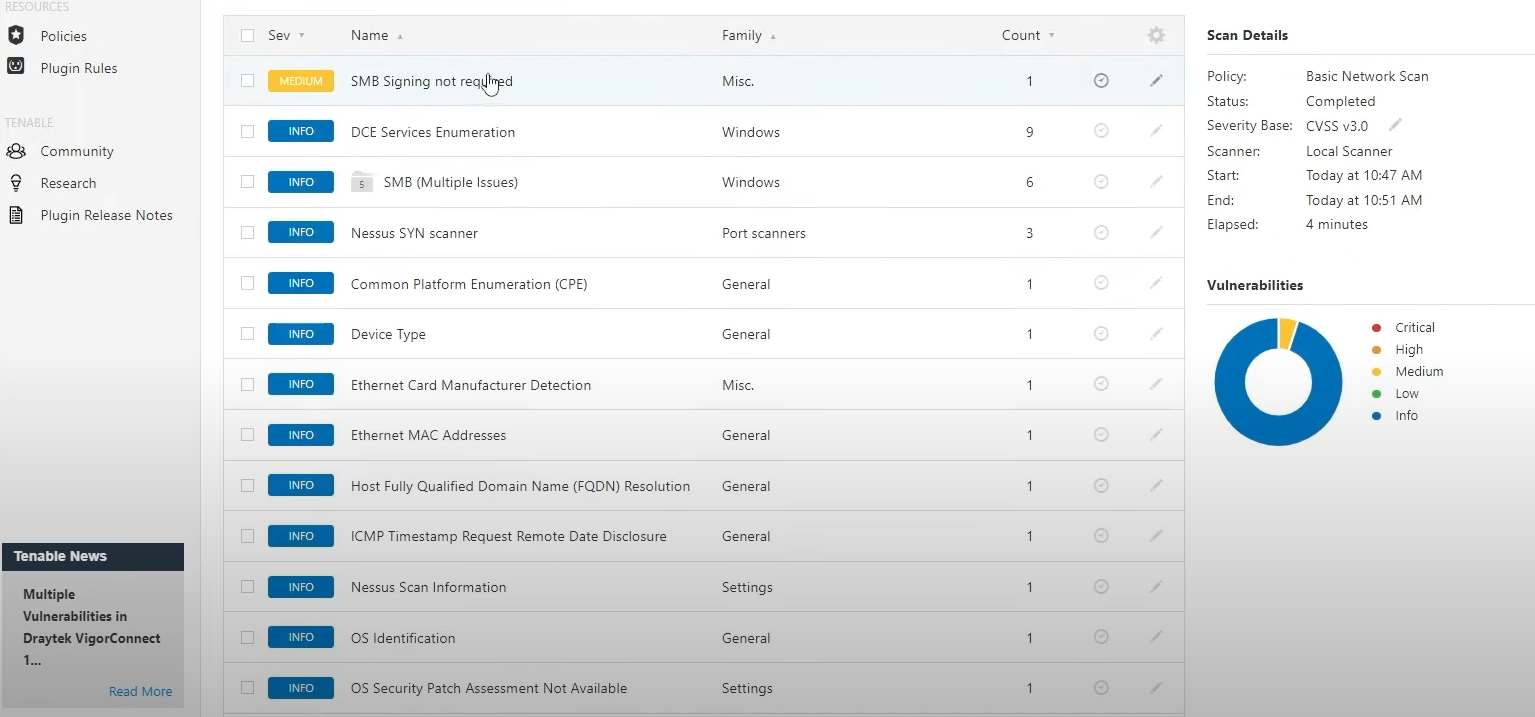 RESOURCES
Policies
Plugin Rules
TENABLE
Community
Research
Plugin Release Notes
Tenable News
Multiple
Vulnerabilities in
Draytek VigorConnect
1...
Read More
Sev Name Family Count
MEDIUM SMB Signing not required Misc. 1
INFO DCE Services Enumeration Windows 9
INFO 5 SMB (Multiple Issues) Windows 6
INFO Nessus SYN scanner Port scanners 3
INFO Common Platform Enumeration (CPE) General 1
INFO Device Type General 1
INFO Ethernet Card Manufacturer Detection Misc. 1
INFO Ethernet MAC Addresses General 1
INFO Host Fully Qualified Domain Name (FQDN) Resolution General 1
INFO ICMP Timestamp Request Remote Date Disclosure General 1
INFO Nessus Scan Information Settings 1
INFO OS Identification General 1
INFO OS Security Patch Assessment Not Available Settings 1
Scan Details
Policy: Basic Network Scan
Status: Completed
Severity Base: CVSS v3.0
Scanner: Local Scanner
Start: Today at 10:47 AM
End: Today at 10:51 AM
Elapsed: 4 minutes
Vulnerabilities
Critical
High
Medium
Low
Info